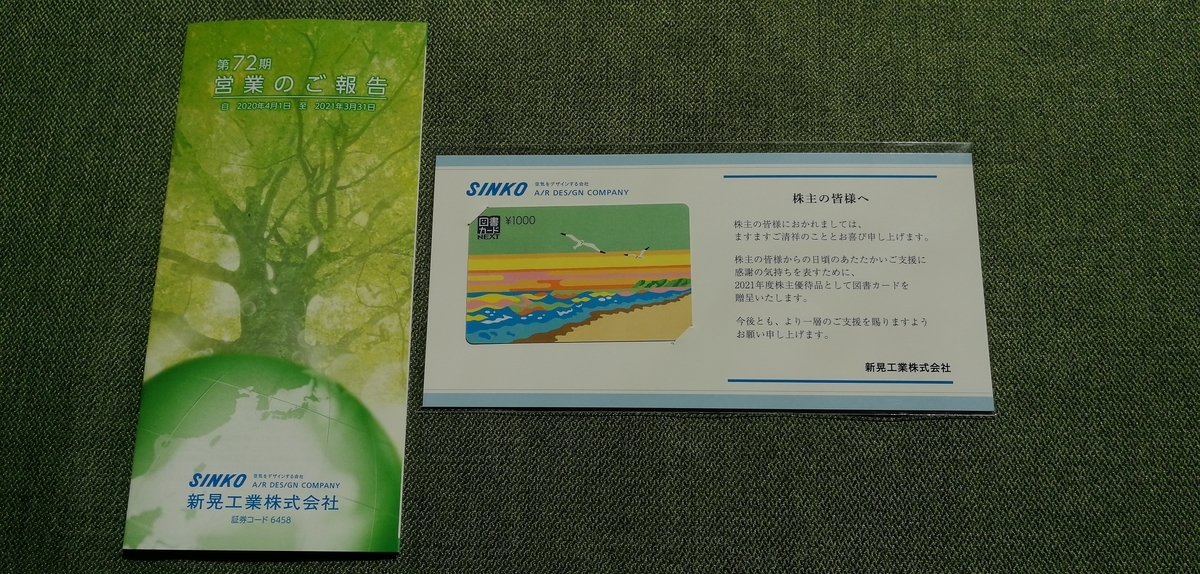 第72期
営業のご報告
自 2020年4月1日 至 2021年3月31日
SINKO 空気をデザインする会社
AIR DESIGN COMPANY
新晃工業株式会社
証券コード 6458
SINKO 空気をデザインする会社
AIR DESIGN COMPANY
図書
カード
NEXT
¥1000
株主の皆様へ
株主の皆様におかれましては、
ますますご清祥のこととお喜び申し上げます。
株主の皆様からの日頃のあたたかいご支援に
感謝の気持ちを表すために、
2021年度株主優待品として図書カードを
贈呈いたします。
今後とも、より一層のご支援を賜りますよう
お願い申し上げます。
新晃工業株式会社